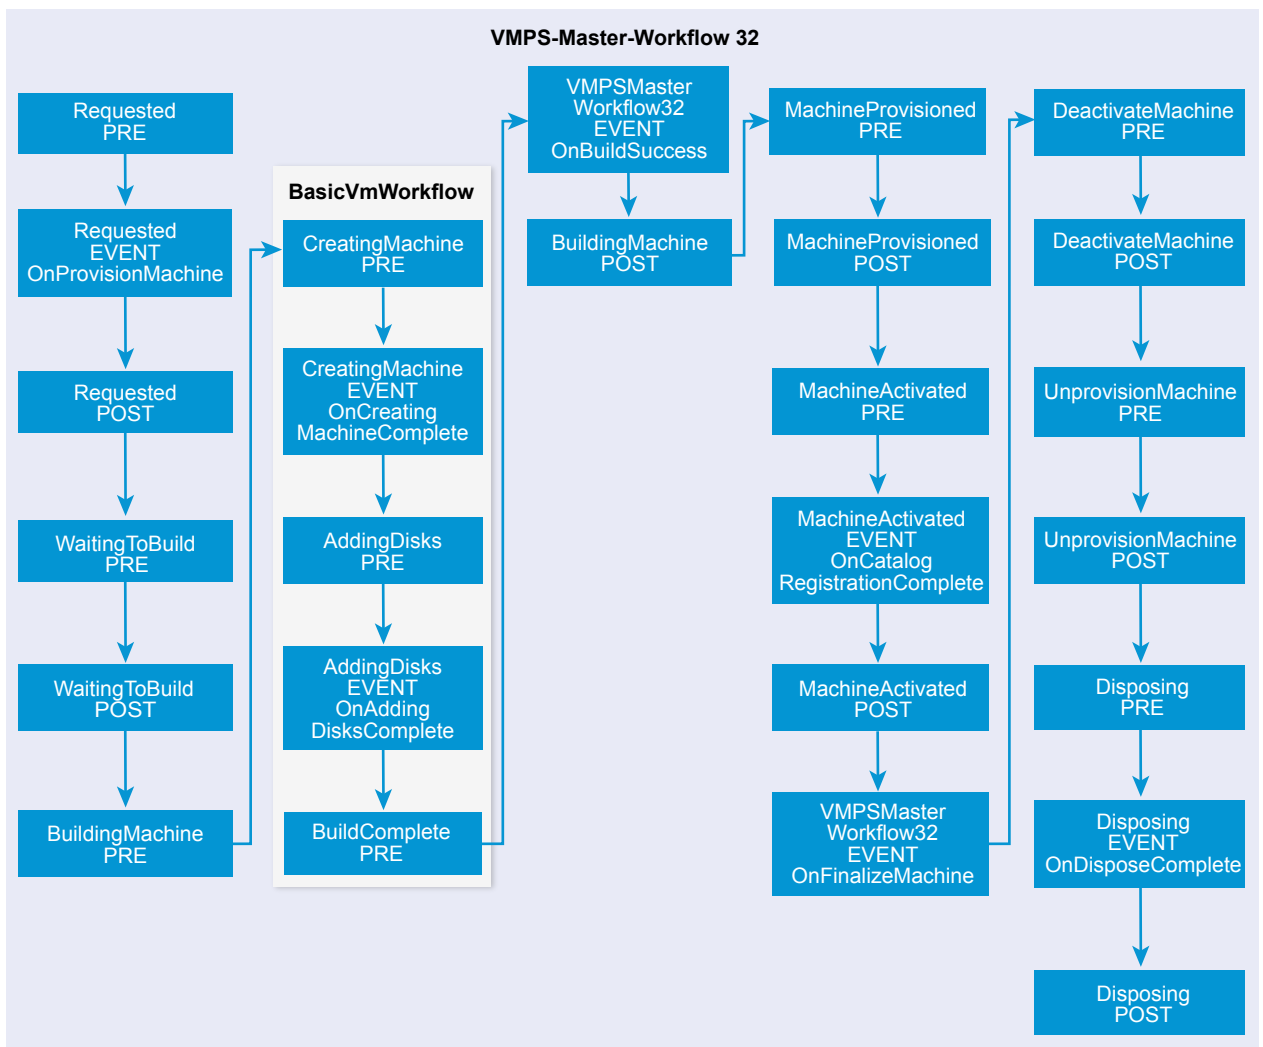 VMPS-Master-Workflow 32
Requested
PRE
Requested
EVENT
OnProvisionMachine
Requested
POST
WaitingToBuild
PRE
WaitingToBuild
POST
BuildingMachine
PRE
BasicVmWorkflow
CreatingMachine
PRE
CreatingMachine
EVENT
OnCreating
MachineComplete
AddingDisks
PRE
AddingDisks
EVENT
OnAdding
DisksComplete
BuildComplete
PRE
VMPSMaster
Workflow32
EVENT
OnBuildSuccess
BuildingMachine
POST
MachineProvisioned
PRE
MachineProvisioned
POST
MachineActivated
PRE
MachineActivated
EVENT
OnCatalog
RegistrationComplete
MachineActivated
POST
VMPSMaster
Workflow32
EVENT
OnFinalizeMachine
DeactivateMachine
PRE
DeactivateMachine
POST
UnprovisionMachine
PRE
UnprovisionMachine
POST
Disposing
PRE
Disposing
EVENT
OnDisposeComplete
Disposing
POST